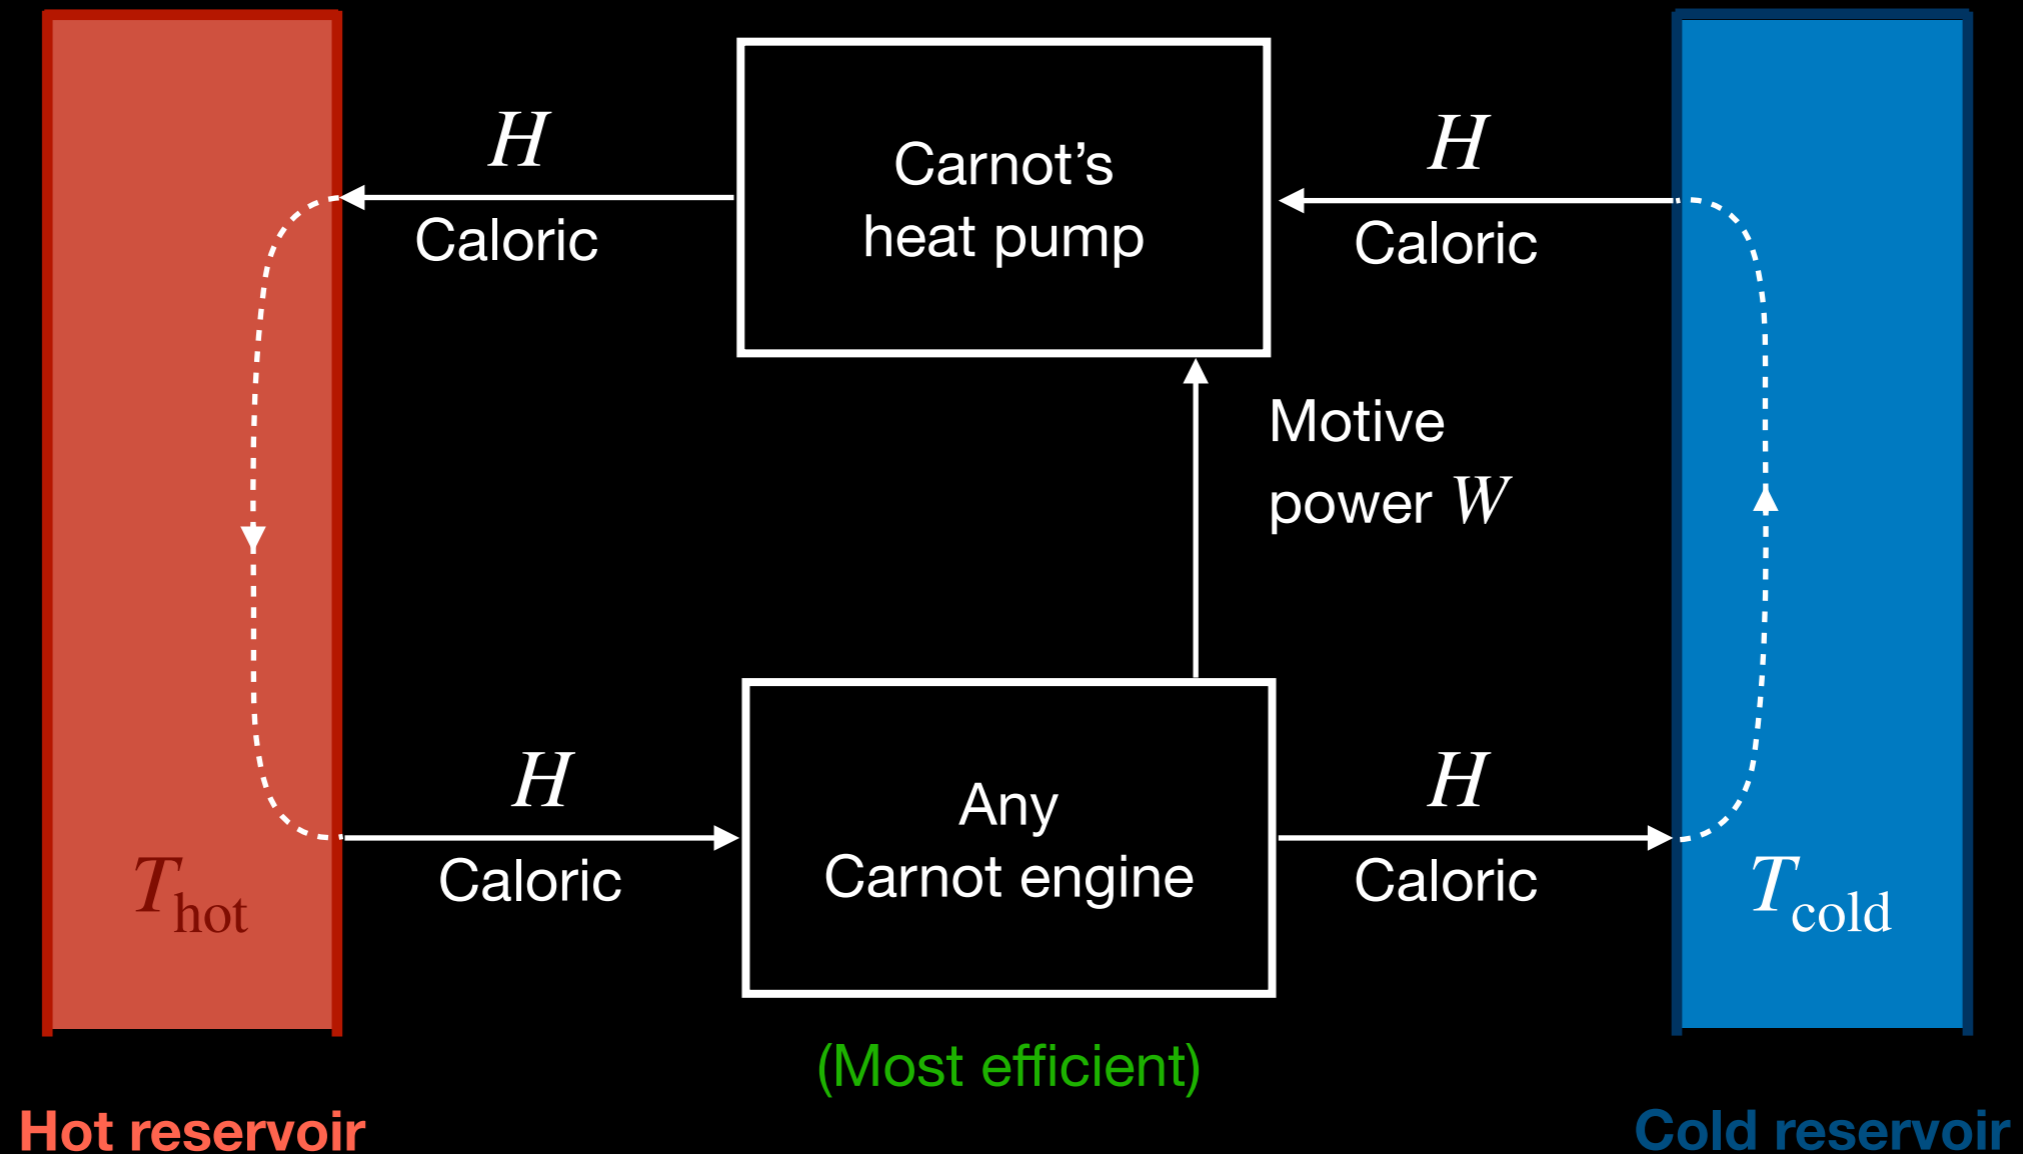 H
Caloric
Carnot’s
heat pump
H
Caloric
Motive
power W
H
Caloric
Any
Carnot engine
H
Caloric
T_hot
T_cold
(Most efficient)
Hot reservoir
Cold reservoir